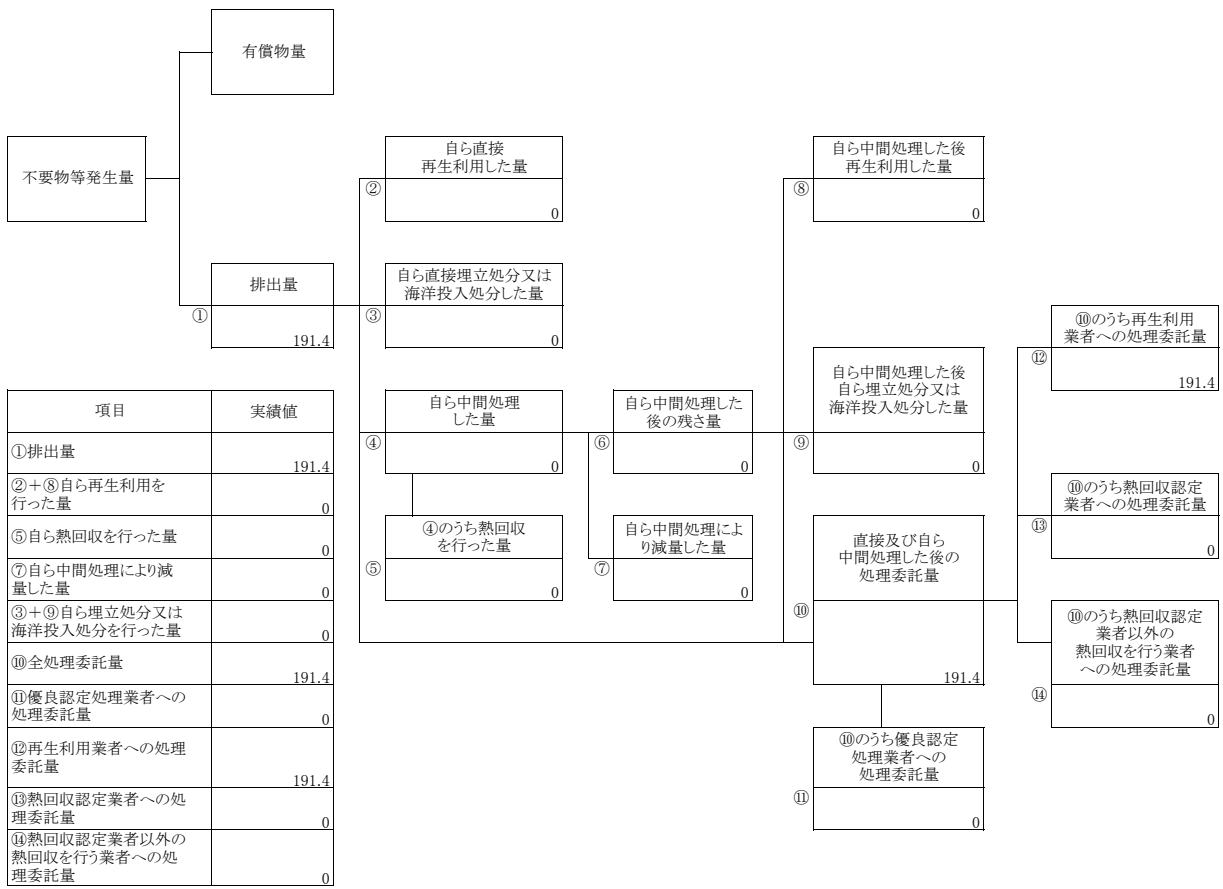 有償物量
不要物等発生量
自ら直接
再生利用した量
②
0
自ら中間処理した後
再生利用した量
⑧
0
排出量
①
191.4
自ら直接埋立処分又は
海洋投入処分した量
③
0
⑩のうち再生利用
業者への処理委託量
⑫
191.4
自ら中間処理
した量
④
0
自ら中間処理した
後の残さ量
⑥
0
自ら中間処理した後
自ら埋立処分又は
海洋投入処分した量
⑨
0
⑩のうち熱回収認定
業者への処理委託量
⑬
0
④のうち熱回収
を行った量
⑤
0
自ら中間処理によ
り減量した量
⑦
0
直接及び自ら
中間処理した後の
処理委託量
⑩
191.4
⑩のうち熱回収認定
業者以外の
熱回収を行う業者
への処理委託量
⑭
0
⑩のうち優良認定
処理業者への
処理委託量
⑪
0
項目 実績値
①排出量
191.4
②+⑧自ら再生利用を
行った量
0
⑤自ら熱回収を行った量
0
⑦自ら中間処理により減
量した量
0
③+⑨自ら埋立処分又は
海洋投入処分を行った量
0
⑩全処理委託量
191.4
⑪優良認定処理業者への
処理委託量
0
⑫再生利用業者への処理
委託量
191.4
⑬熱回収認定業者への処
理委託量
0
⑭熱回収認定業者以外の
熱回収を行う業者への処
理委託量
0